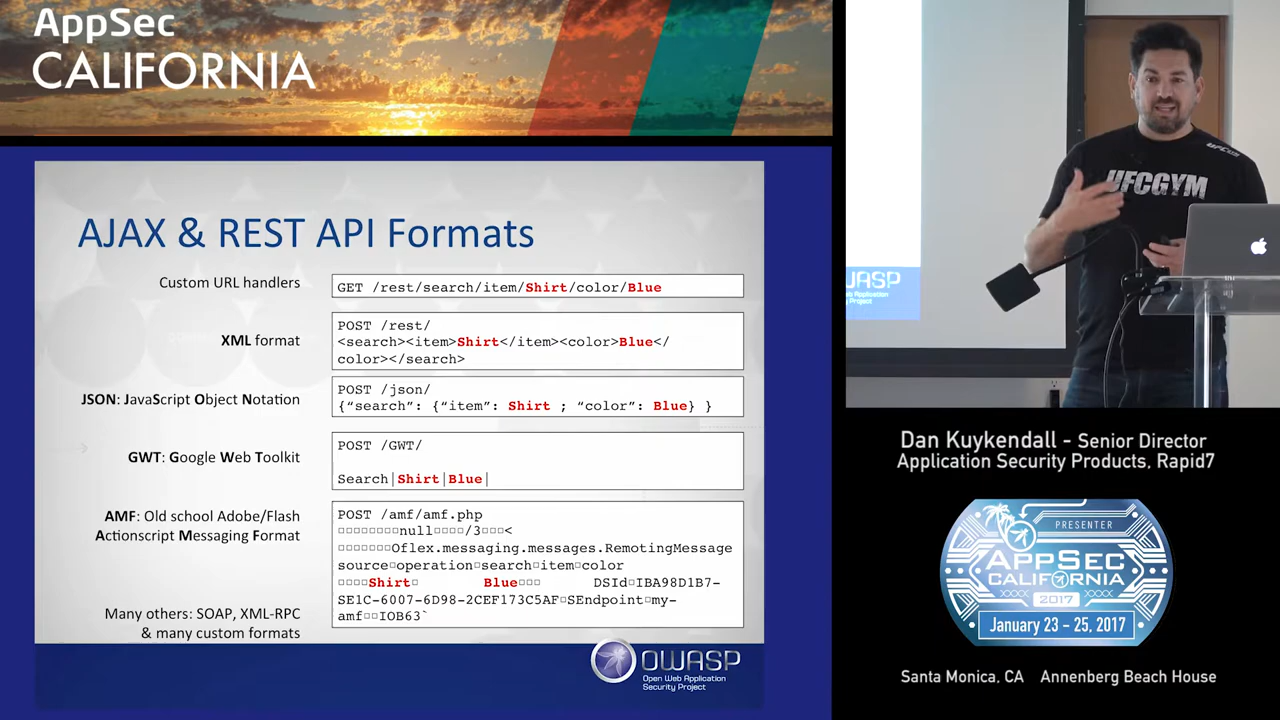 AppSec
CALIFORNIA
AJAX & REST API Formats
Custom URL handlers
GET /rest/search/item/Shirt/color/Blue
XML format
POST /rest/
<search><item>Shirt</item><color>Blue</
color></search>
JSON: JavaScript Object Notation
POST /json/
{“search”: {“item”: Shirt ; “color”: Blue} }
GWT: Google Web Toolkit
POST /GWT/
Search|Shirt|Blue|
AMF: Old school Adobe/Flash
Actionscript Messaging Format
POST /amf/amf.php
□□□□□□□□null□□□□/3□□□<
□□□□□□□Oflex.messaging.messages.RemotingMessage
source□operation□search□item□color
□□□□Shirt□ Blue□□□ DSId□IBA98D1B7-
SE1C-6007-6D98-2CEF173C5AF□SEndpoint□my-
amf□□IOB63`
Many others: SOAP, XML-RPC
& many custom formats
OWASP
Open Web Application
Security Project
UFCGYM
UFC GYM
WASP
Web Application
Project
Dan Kuykendall - Senior Director
Application Security Products, Rapid7
PRESENTER
AppSec
CALIFORNIA
2017
January 23 - 25, 2017
Santa Monica, CA Annenberg Beach House